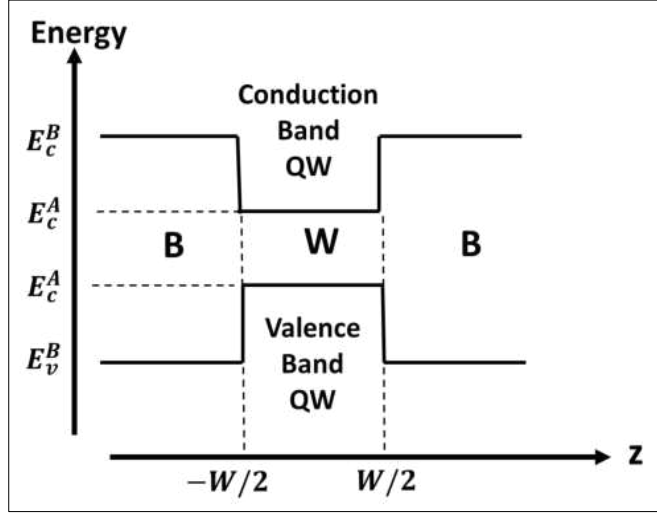 Energy
Conduction
Band
QW
E_c^B
E_c^A
B
W
B
E_c^A
Valence
Band
QW
E_v^B
z
-W/2
W/2